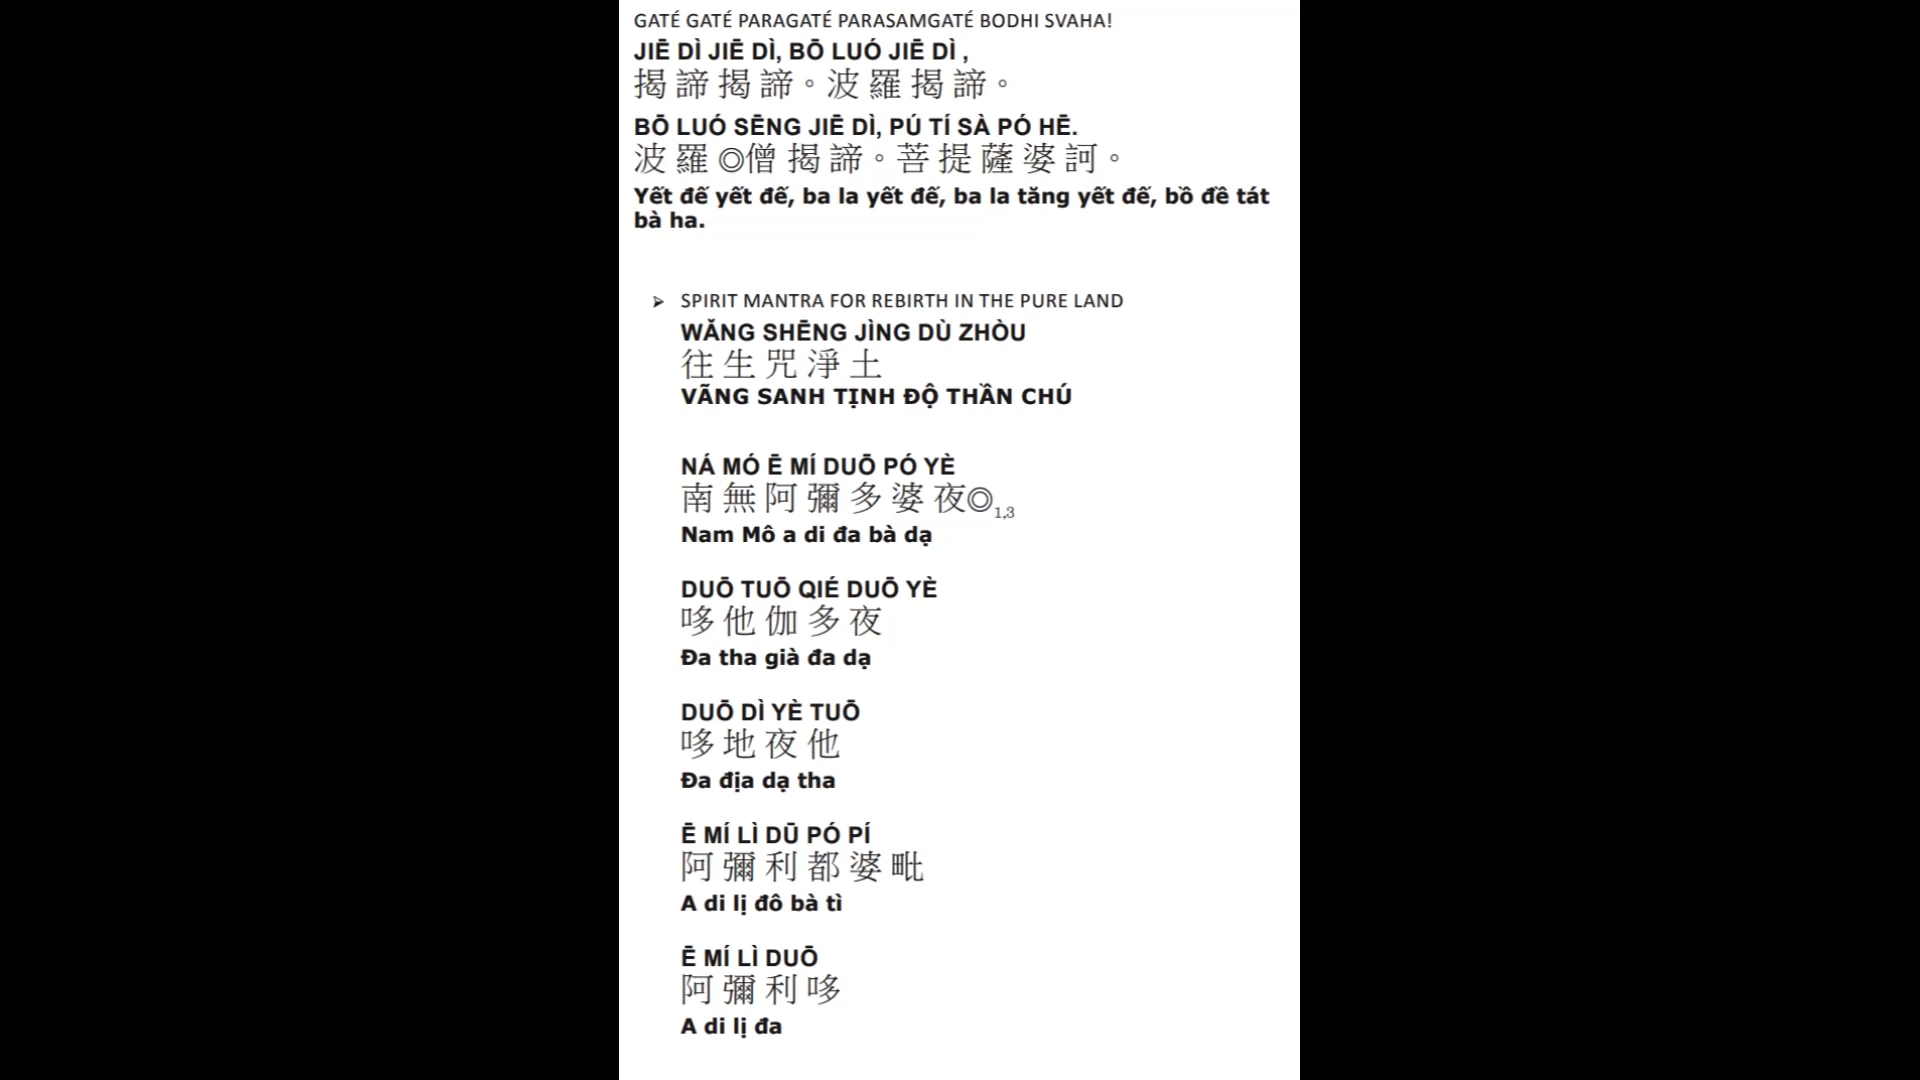 GATÉ GATÉ PARAGATÉ PARASAMGATÉ BODHI SVAHA!
JIĒ DÌ JIĒ DÌ, BŌ LUÓ JIĒ DÌ ,
揭 諦 揭 諦 。波 羅 揭 諦 。
BŌ LUÓ SĒNG JIĒ DÌ, PÚ TÍ SÀ PÓ HĒ.
波 羅 ◎僧 揭 諦 。菩 提 薩 婆 訶 。
Yết đế yết đế, ba la yết đế, ba la tăng yết đế, bồ đề tát
bà ha.
➢ SPIRIT MANTRA FOR REBIRTH IN THE PURE LAND
WǍNG SHĒNG JÌNG DÙ ZHÒU
往 生 咒 淨 土
VÃNG SANH TỊNH ĐỘ THẦN CHÚ
NÁ MÓ Ē MÍ DUŌ PÓ YÈ
南 無 阿 彌 多 婆 夜◎1,3
Nam Mô a di đa bà dạ
DUŌ TUŌ QIÉ DUŌ YÈ
哆 他 伽 多 夜
Đa tha già đa dạ
DUŌ DÌ YÈ TUŌ
哆 地 夜 他
Đa địa dạ tha
Ē MÍ LÌ DŪ PÓ PÍ
阿 彌 利 都 婆 毗
A di lị đô bà tì
Ē MÍ LÌ DUŌ
阿 彌 利 哆
A di lị đa